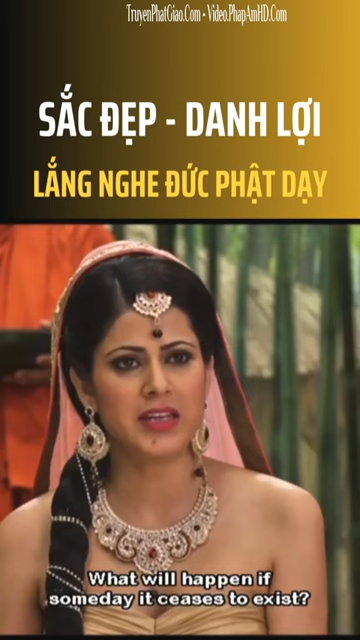 TruyenPhatGiao.Com • Video.PhapAmHD.Com
SẮC ĐẸP - DANH LỢI
LẮNG NGHE ĐỨC PHẬT DẠY
What will happen if
someday it ceases to exist?